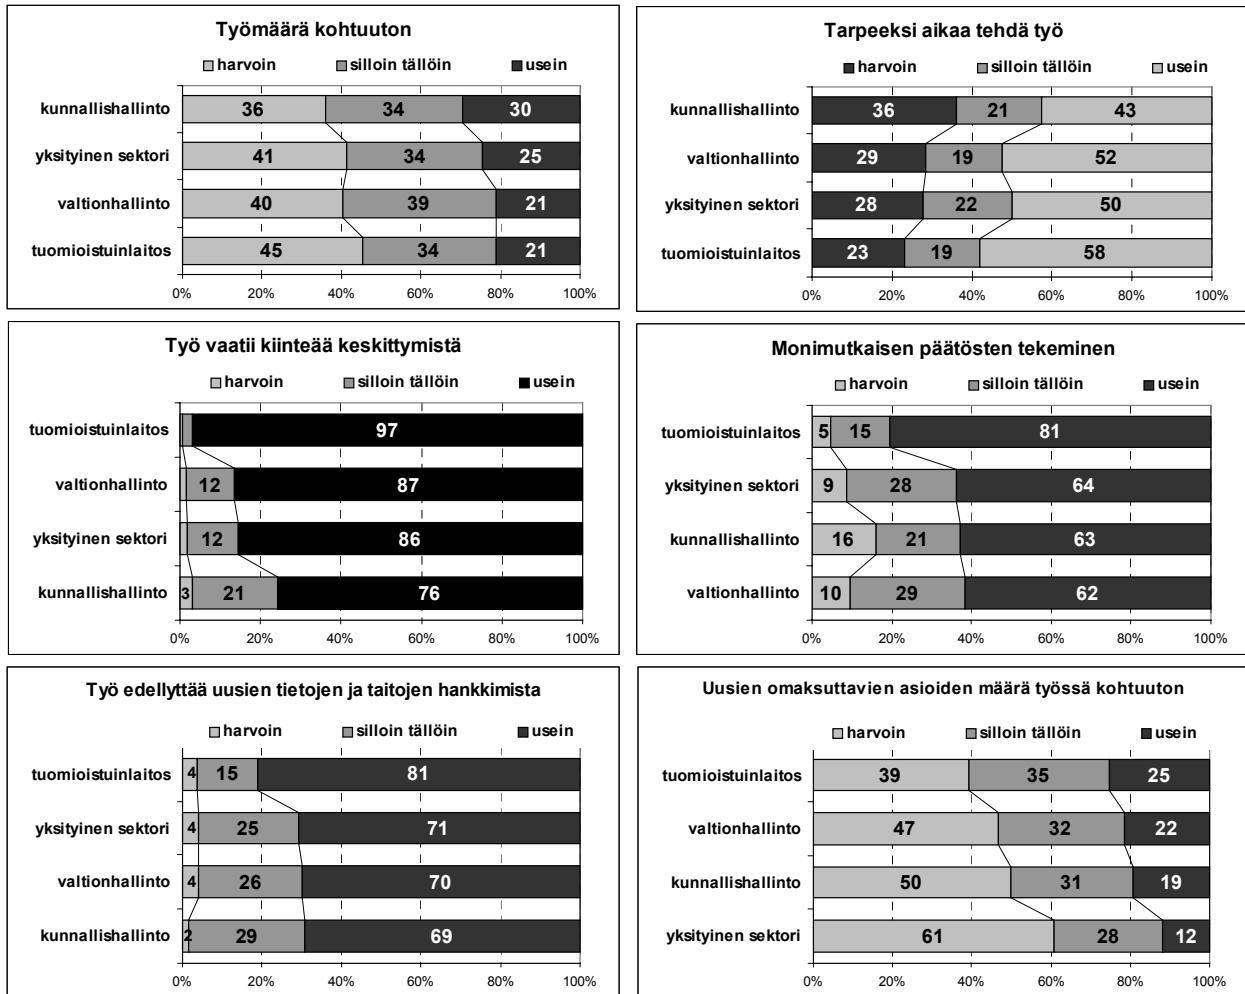 Työmäärä kohtuuton
harvoin silloin tällöin usein
kunnallishallinto 36 34 30
yksityinen sektori 41 34 25
valtionhallinto 40 39 21
tuomioistuinlaitos 45 34 21
0% 20% 40% 60% 80% 100%
Tarpeeksi aikaa tehdä työ
harvoin silloin tällöin usein
kunnallishallinto 36 21 43
valtionhallinto 29 19 52
yksityinen sektori 28 22 50
tuomioistuinlaitos 23 19 58
0% 20% 40% 60% 80% 100%
Työ vaatii kiinteää keskittymistä
harvoin silloin tällöin usein
tuomioistuinlaitos 97
valtionhallinto 12 87
yksityinen sektori 12 86
kunnallishallinto 3 21 76
0% 20% 40% 60% 80% 100%
Monimutkaisen päätösten tekeminen
harvoin silloin tällöin usein
tuomioistuinlaitos 5 15 81
yksityinen sektori 9 28 64
kunnallishallinto 16 21 63
valtionhallinto 10 29 62
0% 20% 40% 60% 80% 100%
Työ edellyttää uusien tietojen ja taitojen hankkimista
harvoin silloin tällöin usein
tuomioistuinlaitos 4 15 81
yksityinen sektori 4 25 71
valtionhallinto 4 26 70
kunnallishallinto 2 29 69
0% 20% 40% 60% 80% 100%
Uusien omaksuttavien asioiden määrä työssä kohtuuton
harvoin silloin tällöin usein
tuomioistuinlaitos 39 35 25
valtionhallinto 47 32 22
kunnallishallinto 50 31 19
yksityinen sektori 61 28 12
0% 20% 40% 60% 80% 100%